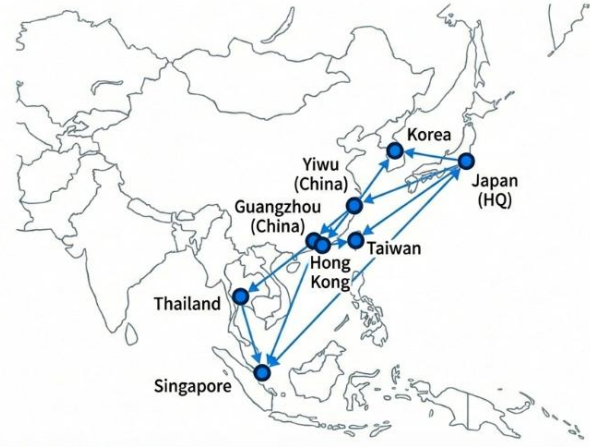 Korea
Yiwu
(China)
Japan
(HQ)
Guangzhou
(China)
Taiwan
Hong
Kong
Thailand
Singapore